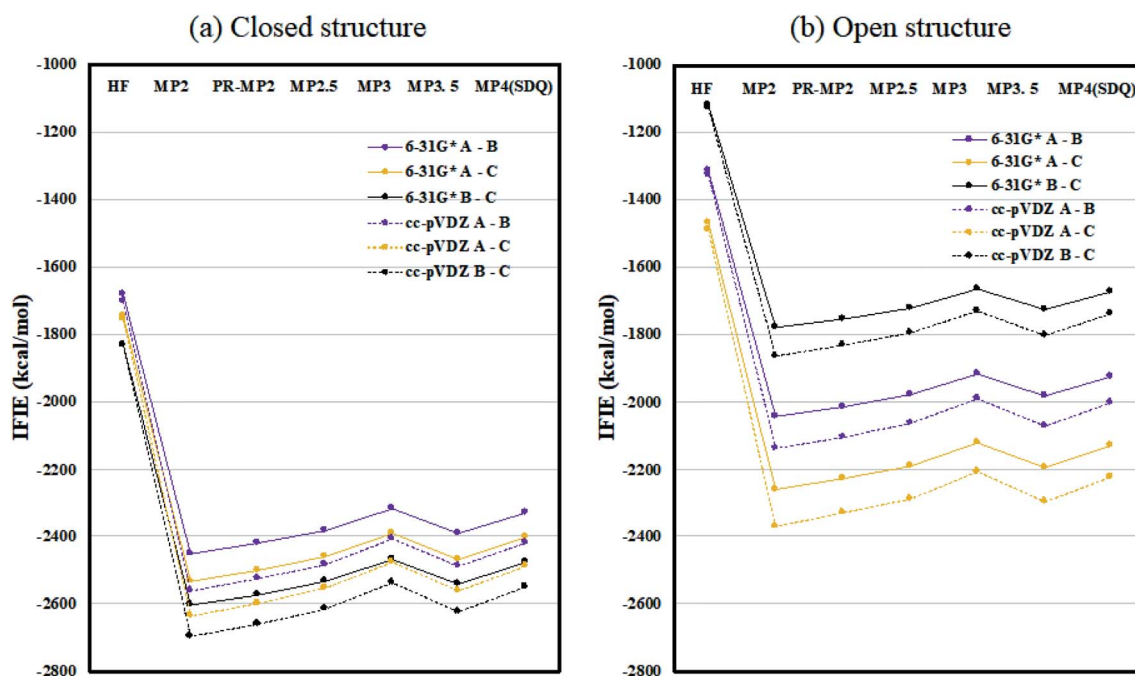 (a) Closed structure
-1000
HF MP2 PR-MP2 MP2.5 MP3 MP3. 5 MP4(SDQ)
-1200
-1400
-1600
-1800
-2000
-2200
-2400
-2600
-2800
IFIE (kcal/mol)
6-31G* A - B
6-31G* A - C
6-31G* B - C
cc-pVDZ A - B
cc-pVDZ A - C
cc-pVDZ B - C
(b) Open structure
-1000
HF MP2 PR-MP2 MP2.5 MP3 MP3. 5 MP4(SDQ)
-1200
-1400
-1600
-1800
-2000
-2200
-2400
-2600
-2800
IFIE (kcal/mol)
6-31G* A - B
6-31G* A - C
6-31G* B - C
cc-pVDZ A - B
cc-pVDZ A - C
cc-pVDZ B - C